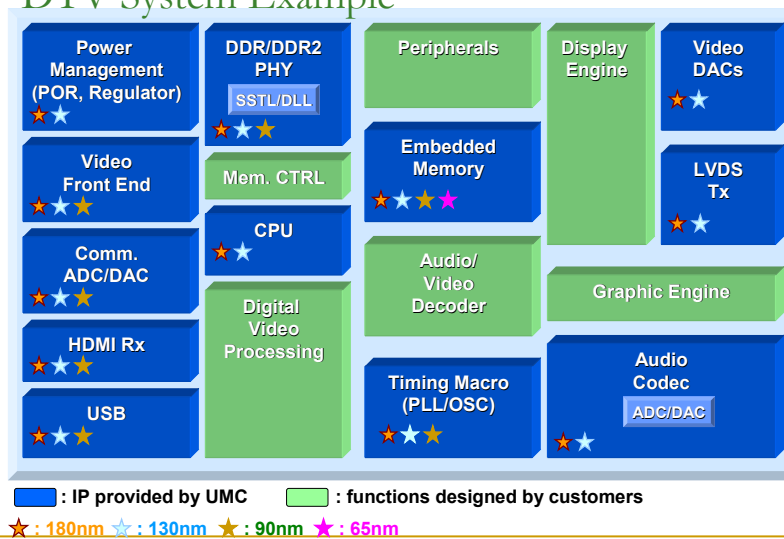 DTV System Example
Power
Management
(POR, Regulator)
DDR/DDR2
PHY
SSTL/DLL
Peripherals
Display
Engine
Video
DACs
Video
Front End
Mem. CTRL
Embedded
Memory
LVDS
Tx
Comm.
ADC/DAC
CPU
Audio/
Video
Decoder
Graphic Engine
HDMI Rx
Digital
Video
Processing
USB
Timing Macro
(PLL/OSC)
Audio
Codec
ADC/DAC
: IP provided by UMC
: functions designed by customers
: 180nm : 130nm : 90nm : 65nm